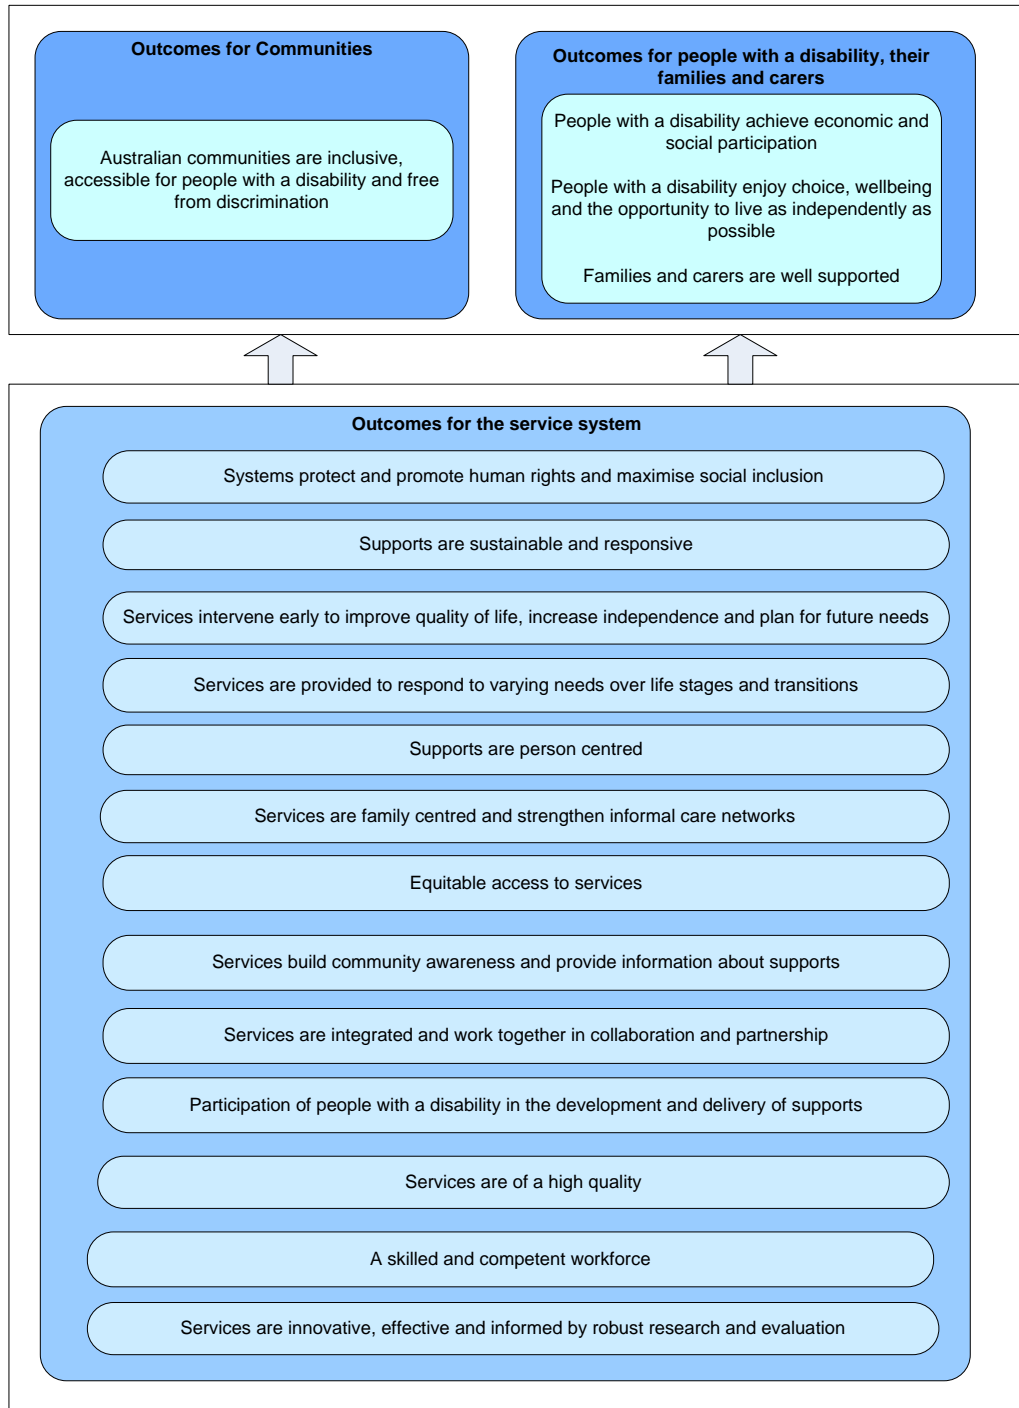 Outcomes for Communities
Australian communities are inclusive,
accessible for people with a disability and free
from discrimination
Outcomes for people with a disability, their
families and carers
People with a disability achieve economic and
social participation
People with a disability enjoy choice, wellbeing
and the opportunity to live as independently as
possible
Families and carers are well supported
Outcomes for the service system
Systems protect and promote human rights and maximise social inclusion
Supports are sustainable and responsive
Services intervene early to improve quality of life, increase independence and plan for future needs
Services are provided to respond to varying needs over life stages and transitions
Supports are person centred
Services are family centred and strengthen informal care networks
Equitable access to services
Services build community awareness and provide information about supports
Services are integrated and work together in collaboration and partnership
Participation of people with a disability in the development and delivery of supports
Services are of a high quality
A skilled and competent workforce
Services are innovative, effective and informed by robust research and evaluation